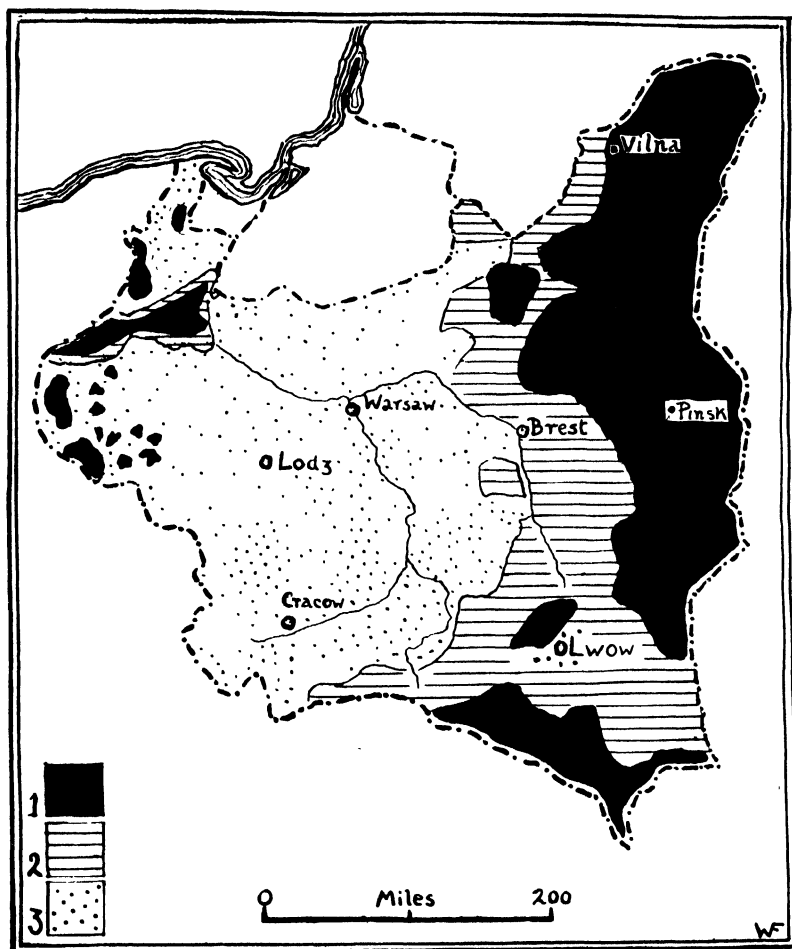 Vilna
Warsaw
Pinsk
Brest
Lodz
Cracow
Lwow
1
2
3
0 Miles 200
WF